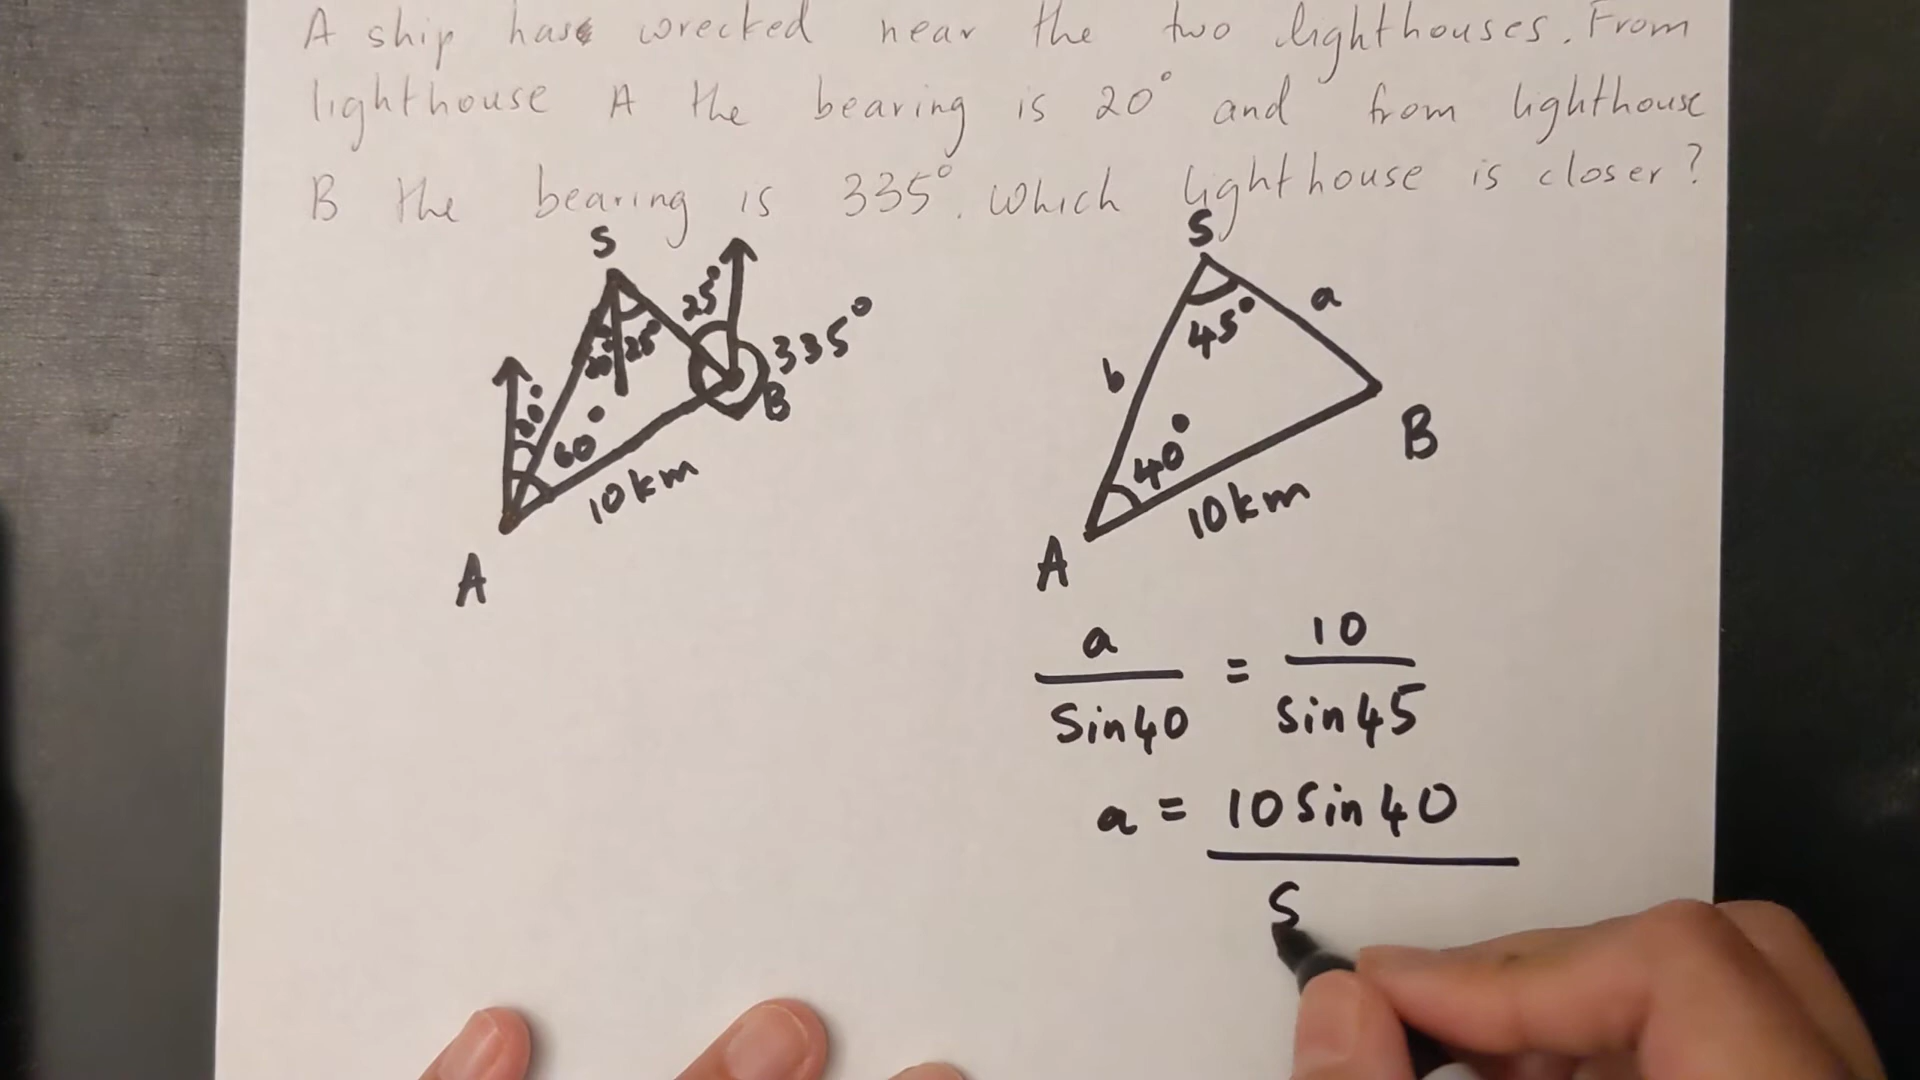 A ship has wrecked near the two lighthouses. From
lighthouse A the bearing is 20° and from lighthouse
B the bearing is 335°. Which lighthouse is closer?
S
25°
335°
20°
20°
25°
60°
B
10km
A
S
a
45°
b
40°
B
10km
A
a
10
=
Sin40
sin45
a = 10Sin40
S